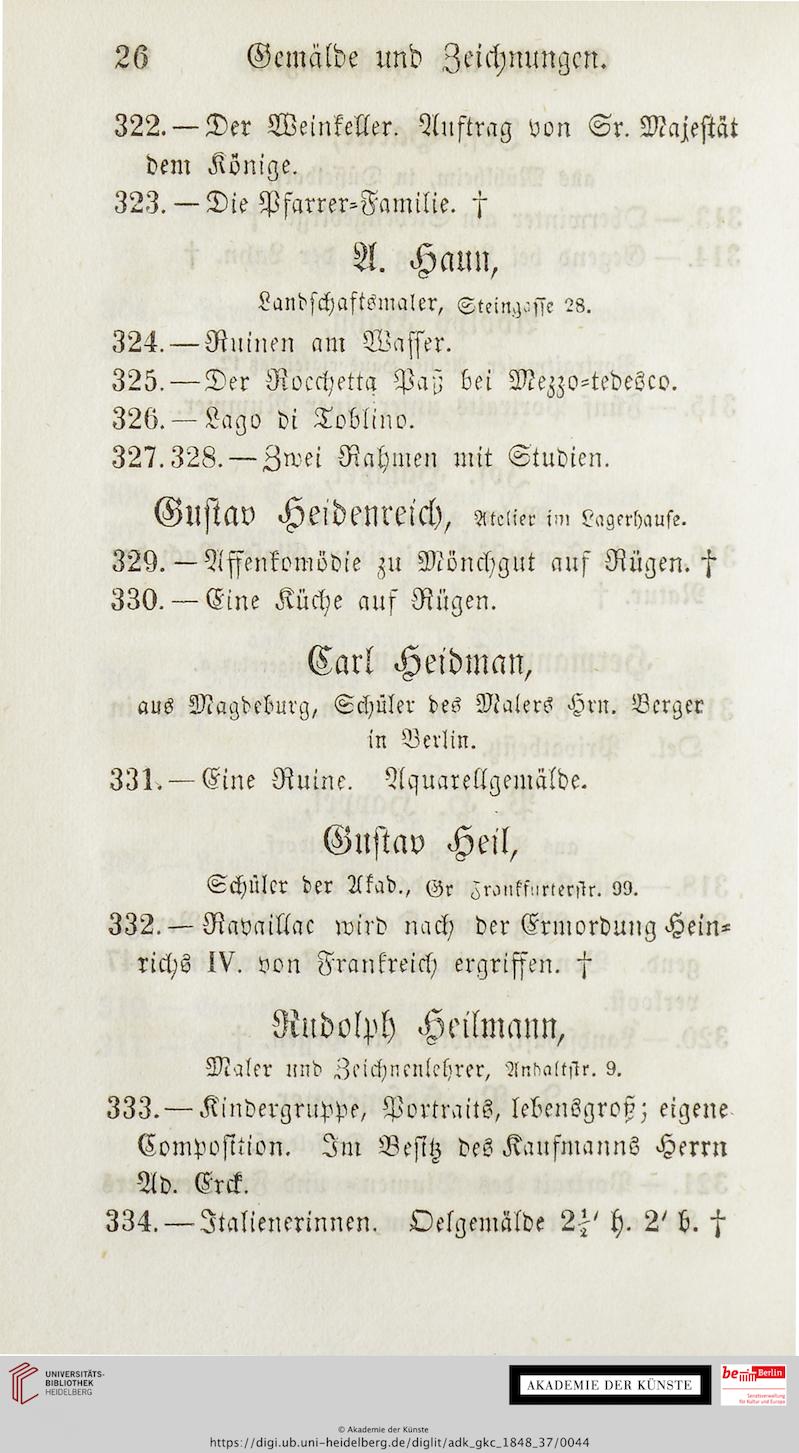 26 Gemälde und Zeichnungen.
322. — Der Weinkeller. Auftrag von Sr. Majestät
dem Könige.
323. — Die Pfarrer-Familie. †
A. Haun,
Landschaftsmaler, Steingasse 28.
324. — Ruinen am Wasser.
325. — Der Rocchetta Paß bei Mezzo-tedesco.
326. — Lago di Toblino.
327. 328. — Zwei Rahmen mit Studien.
Gustav Heidenreich, Atelier im Lagerhause.
329. — Affenkomödie zu Mönchgut auf Rügen. †
330. — Eine Küche auf Rügen.
Carl Heidman,
aus Magdeburg, Schüler des Malers Hrn. Berger
in Berlin.
331. — Eine Ruine. Aquarellgemälde.
Gustav Heil,
Schüler der Akad., Gr Frankfurterstr. 99.
332. — Ravaillac wird nach der Ermordung Hein-
richs IV. von Frankreich ergriffen. †
Rudolph Heilmann,
Maler und Zeichnenlehrer, Anhaltstr. 9.
333. — Kindergruppe, Portraits, lebensgroß; eigene
Composition. Im Besitz des Kaufmanns Herrn
Ad. Erck.
334. — Italienerinnen. Oelgemälde 2½' h. 2' b. †
UNIVERSITÄTS-
BIBLIOTHEK
HEIDELBERG
AKADEMIE DER KÜNSTE
be Berlin
Senatsverwaltung
für Kultur und Europa
© Akademie der Künste
https://digi.ub.uni-heidelberg.de/diglit/adk_gkc_1848_37/0044